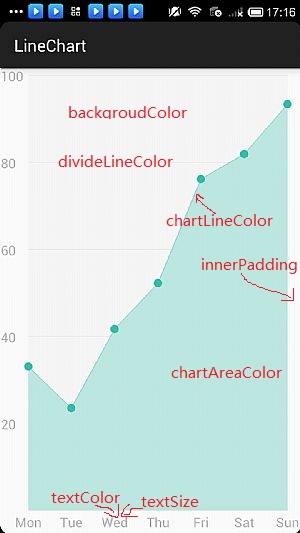 17:16
LineChart
100
backgroudColor
80
divideLineColor
chartLineColor
60
innerPadding
40
chartAreaColor
20
textColor
textSize
Mon Tue Wed Thu Fri Sat Sun